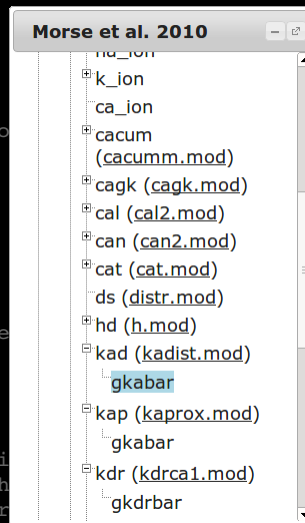 Morse et al. 2010
na_ion
k_ion
ca_ion
cacum
(cacumm.mod)
cagk (cagk.mod)
cal (cal2.mod)
can (can2.mod)
cat (cat.mod)
ds (distr.mod)
hd (h.mod)
kad (kadist.mod)
gkabar
kap (kaprox.mod)
gkabar
kdr (kdrca1.mod)
gkdrbar